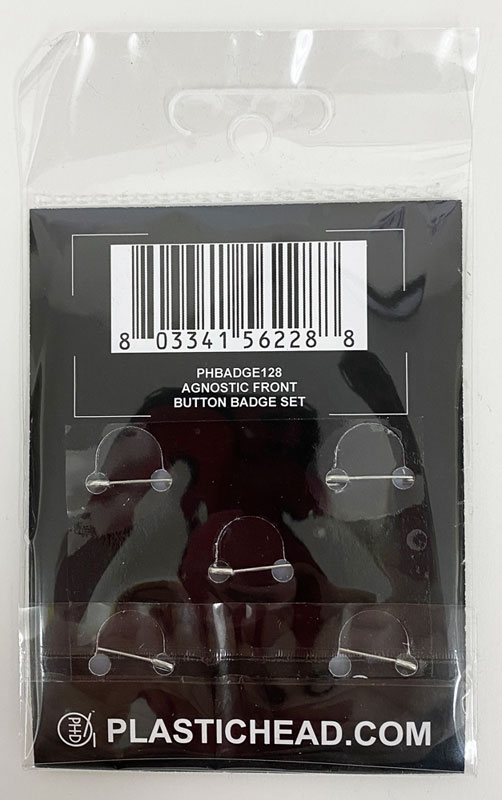 8 03341 56228 8
PHBADGE128
AGNOSTIC FRONT
BUTTON BADGE SET
PHD PLASTICHEAD.COM